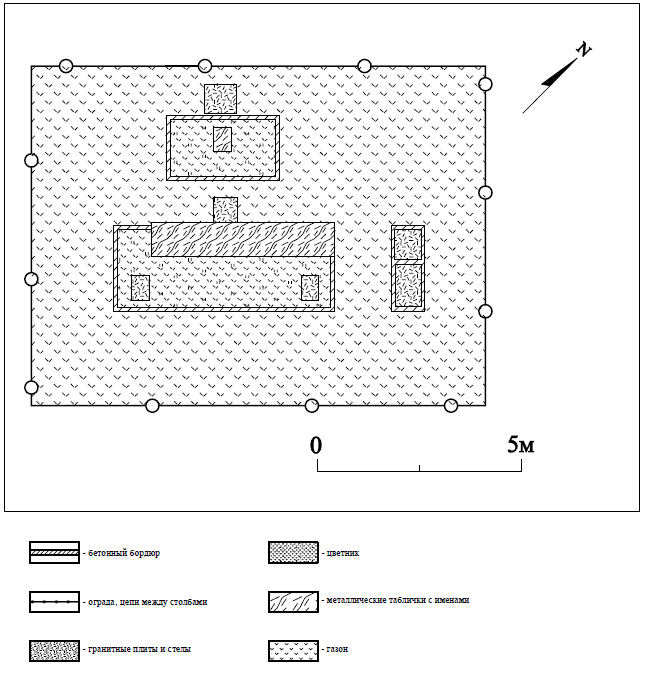 N
0 5м
- бетонный бордюр
- цветник
- ограда, цепи между столбами
- металлические таблички с именами
- гранитные плиты и стелы
- газон